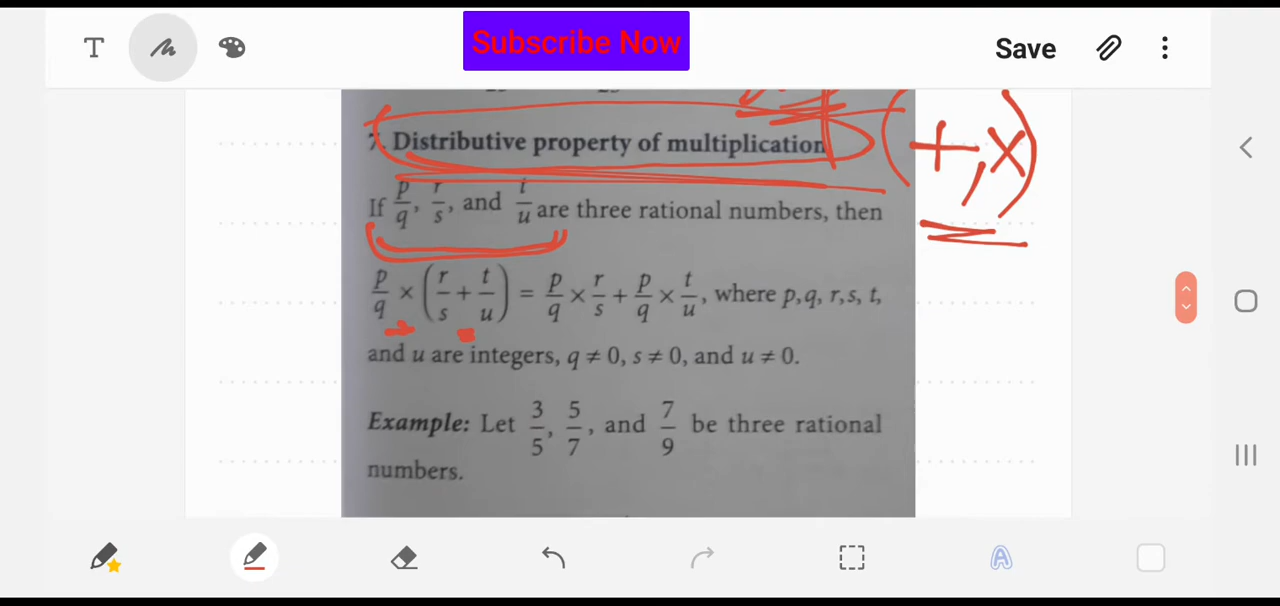 T
Subscribe Now
Save
7. Distributive property of multiplication
(+,×)
If p/q, r/s, and t/u are three rational numbers, then
p/q × (r/s + t/u) = p/q × r/s + p/q × t/u, where p,q, r,s, t,
and u are integers, q ≠ 0, s ≠ 0, and u ≠ 0.
Example: Let 3/5, 5/7, and 7/9 be three rational
numbers.
A